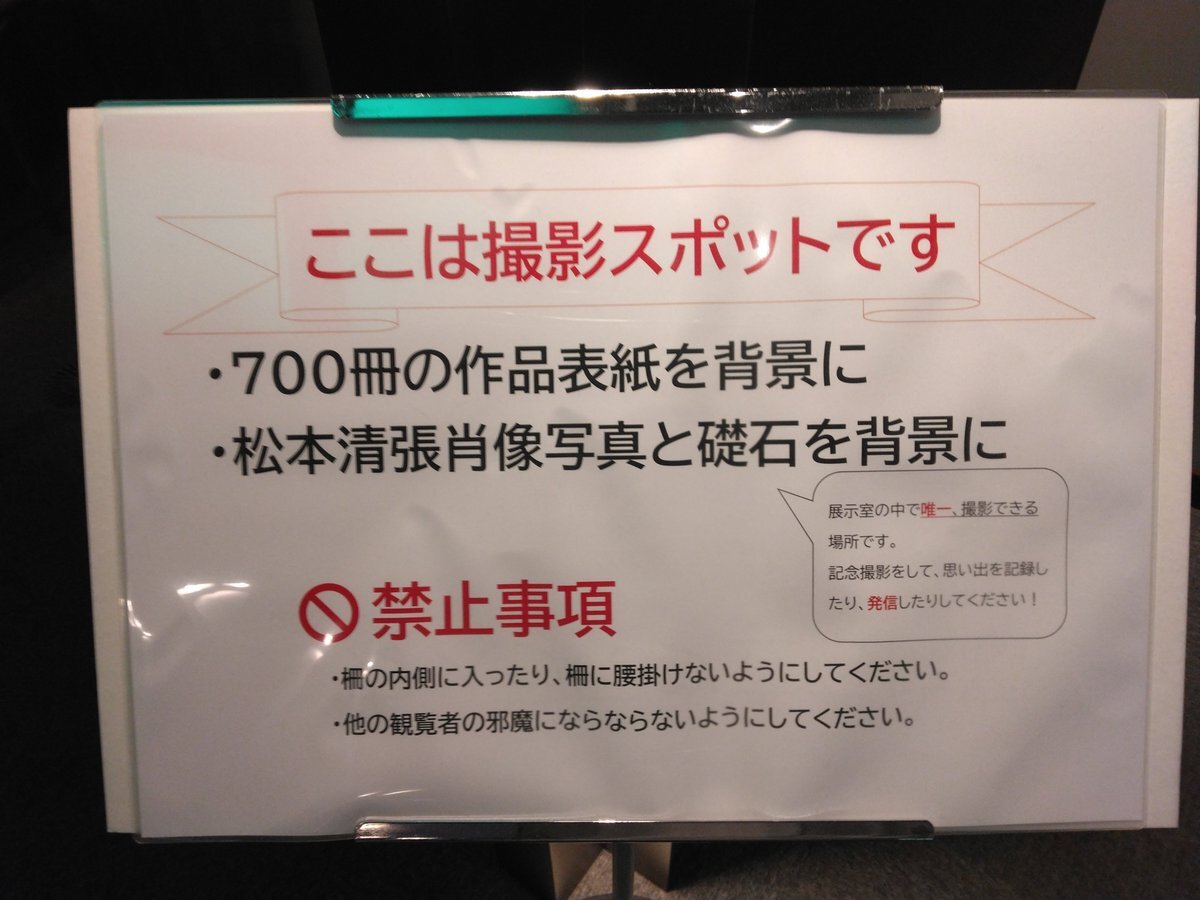 ここは撮影スポットです
・700冊の作品表紙を背景に
・松本清張肖像写真と礎石を背景に
展示室の中で唯一、撮影できる
場所です。
記念撮影をして、思い出を記録し
たり、発信したりしてください！
禁止事項
・柵の内側に入ったり、柵に腰掛けないようにしてください。
・他の観覧者の邪魔にならならないようにしてください。